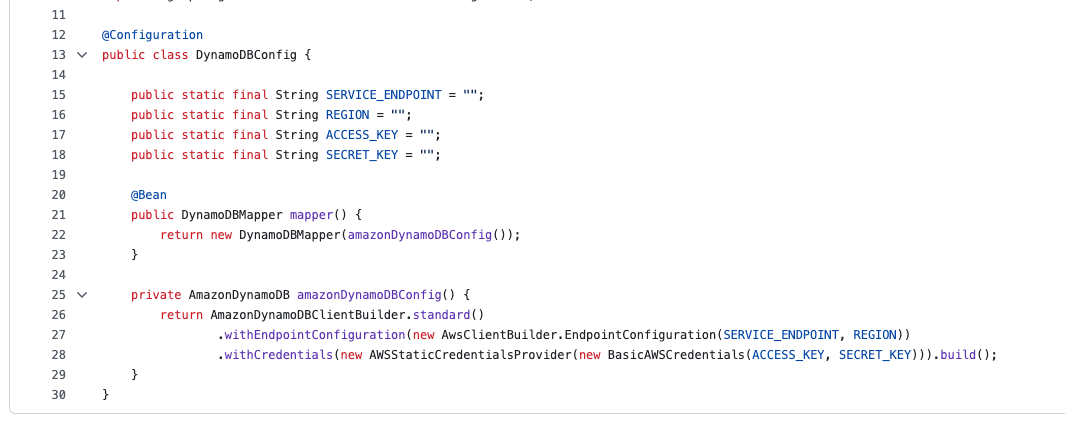 11
12 @Configuration
13 public class DynamoDBConfig {
14
15     public static final String SERVICE_ENDPOINT = "";
16     public static final String REGION = "";
17     public static final String ACCESS_KEY = "";
18     public static final String SECRET_KEY = "";
19
20     @Bean
21     public DynamoDBMapper mapper() {
22         return new DynamoDBMapper(amazonDynamoDBConfig());
23     }
24
25     private AmazonDynamoDB amazonDynamoDBConfig() {
26         return AmazonDynamoDBClientBuilder.standard()
27                 .withEndpointConfiguration(new AwsClientBuilder.EndpointConfiguration(SERVICE_ENDPOINT, REGION))
28                 .withCredentials(new AWSStaticCredentialsProvider(new BasicAWSCredentials(ACCESS_KEY, SECRET_KEY))).build();
29     }
30 }